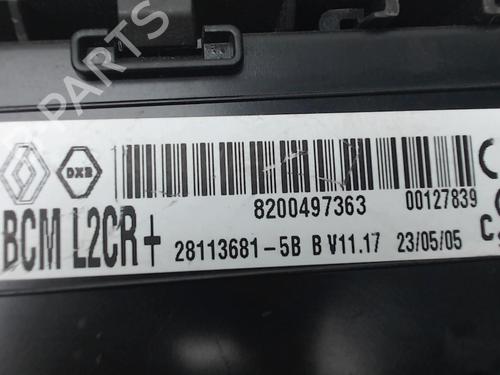 PARTS
DXB
8200497363 00127839
BCM L2CR+ 28113681-5B B V11.17 23/05/05